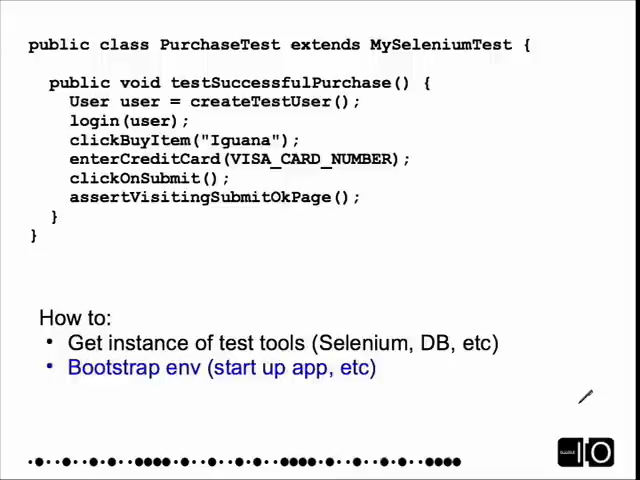 public class PurchaseTest extends MySeleniumTest {
public void testSuccessfulPurchase() {
User user = createTestUser();
login(user);
clickBuyItem("Iguana");
enterCreditCard(VISA_CARD_NUMBER);
clickOnSubmit();
assertVisitingSubmitOkPage();
}
}
How to:
• Get instance of test tools (Selenium, DB, etc)
• Bootstrap env (start up app, etc)
IO